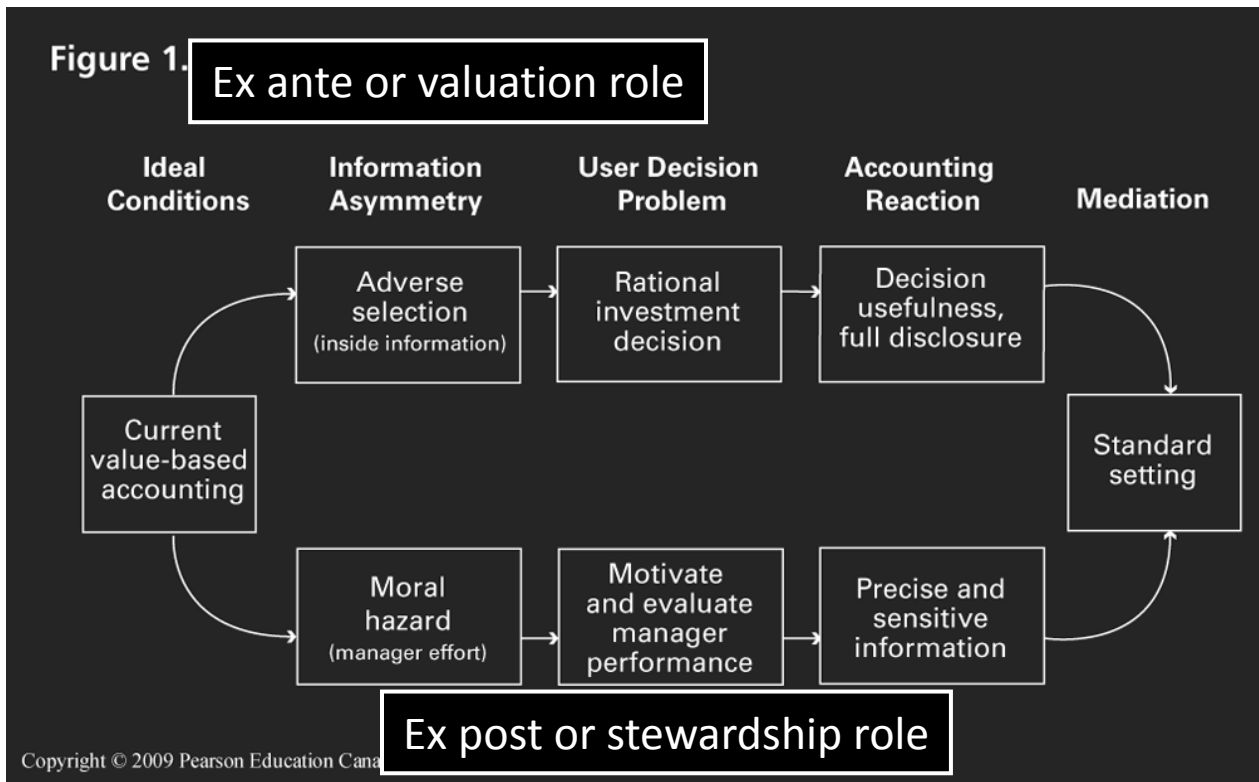 Figure 1.
Ex ante or valuation role
Ideal
Conditions
Information
Asymmetry
User Decision
Problem
Accounting
Reaction
Mediation
Adverse
selection
(inside information)
Rational
investment
decision
Decision
usefulness,
full disclosure
Current
value-based
accounting
Standard
setting
Moral
hazard
(manager effort)
Motivate
and evaluate
manager
performance
Precise and
sensitive
information
Ex post or stewardship role
Copyright © 2009 Pearson Education Cana